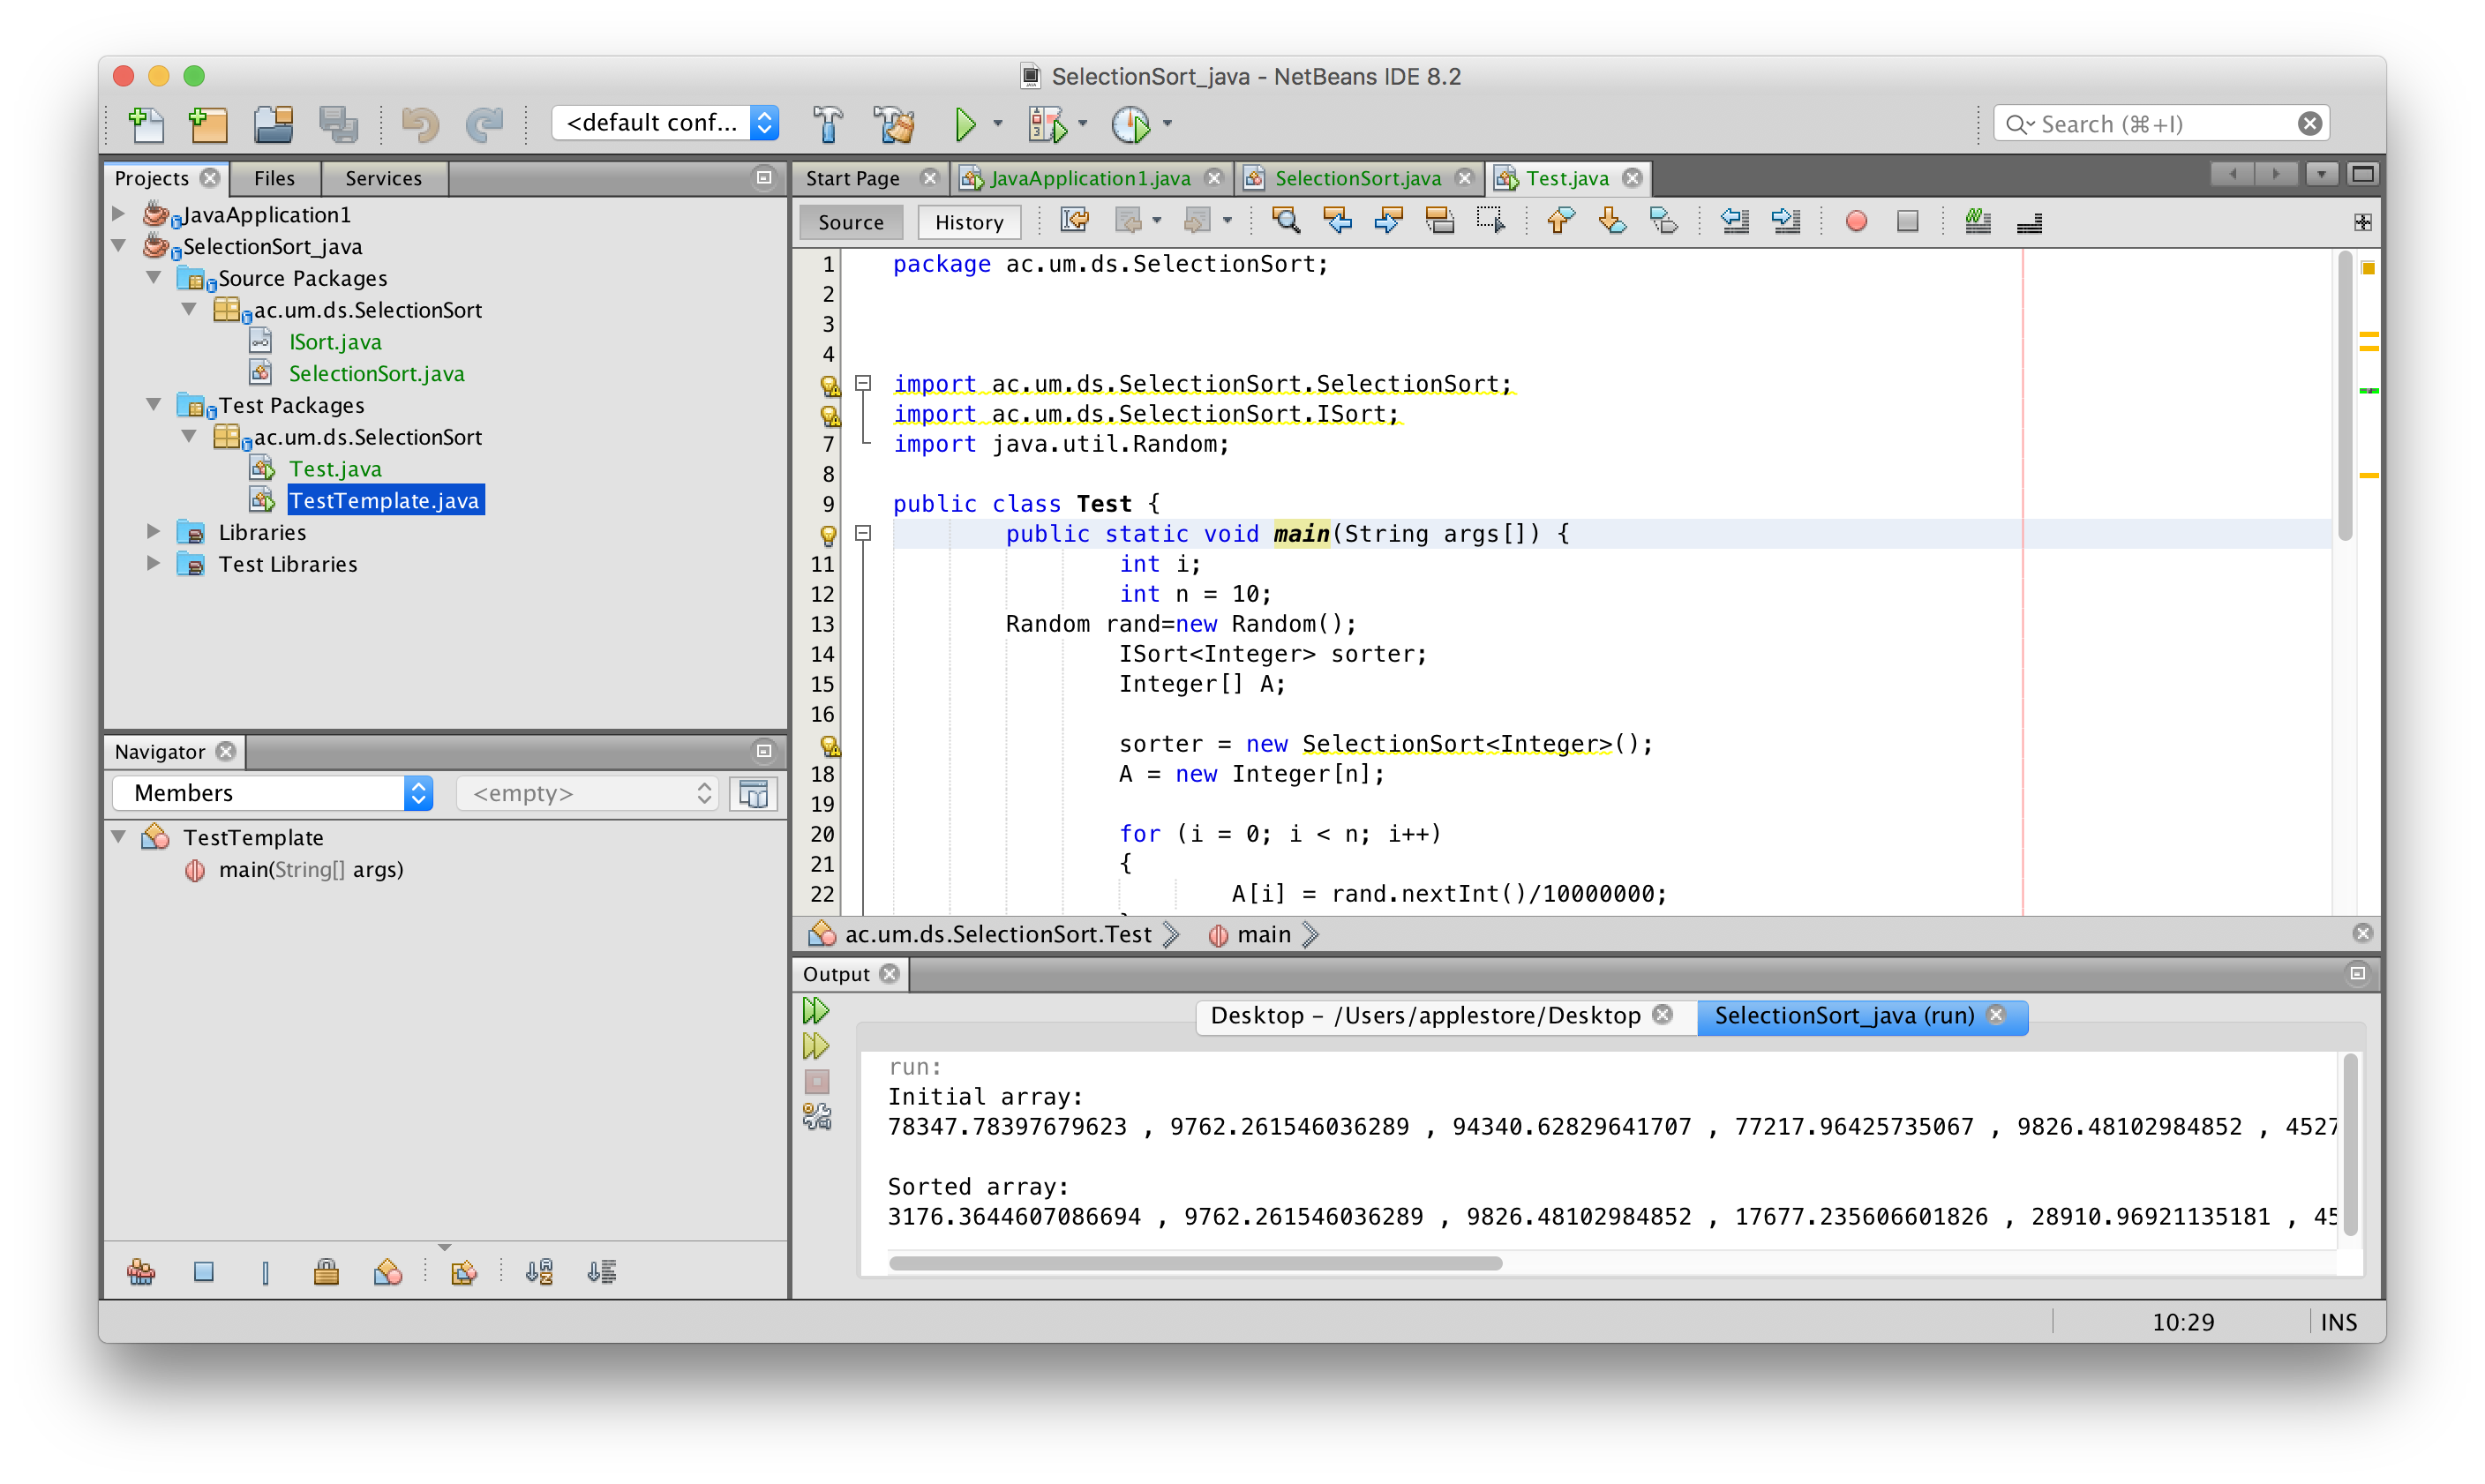 SelectionSort_java - NetBeans IDE 8.2
<default conf...
Search (⌘+I)
Projects
Files
Services
JavaApplication1
SelectionSort_java
Source Packages
ac.um.ds.SelectionSort
ISort.java
SelectionSort.java
Test Packages
ac.um.ds.SelectionSort
Test.java
TestTemplate.java
Libraries
Test Libraries
Navigator
Members
<empty>
TestTemplate
main(String[] args)
Start Page
JavaApplication1.java
SelectionSort.java
Test.java
Source
History
1 package ac.um.ds.SelectionSort;
2
3
4
import ac.um.ds.SelectionSort.SelectionSort;
import ac.um.ds.SelectionSort.ISort;
7 import java.util.Random;
8
9 public class Test {
public static void main(String args[]) {
11 int i;
12 int n = 10;
13 Random rand=new Random();
14 ISort<Integer> sorter;
15 Integer[] A;
16
sorter = new SelectionSort<Integer>();
18 A = new Integer[n];
19
20 for (i = 0; i < n; i++)
21 {
22 A[i] = rand.nextInt()/10000000;
ac.um.ds.SelectionSort.Test
main
Output
Desktop - /Users/applestore/Desktop
SelectionSort_java (run)
run:
Initial array:
78347.78397679623 , 9762.261546036289 , 94340.62829641707 , 77217.96425735067 , 9826.48102984852 , 4527
Sorted array:
3176.3644607086694 , 9762.261546036289 , 9826.48102984852 , 17677.235606601826 , 28910.96921135181 , 45
10:29
INS